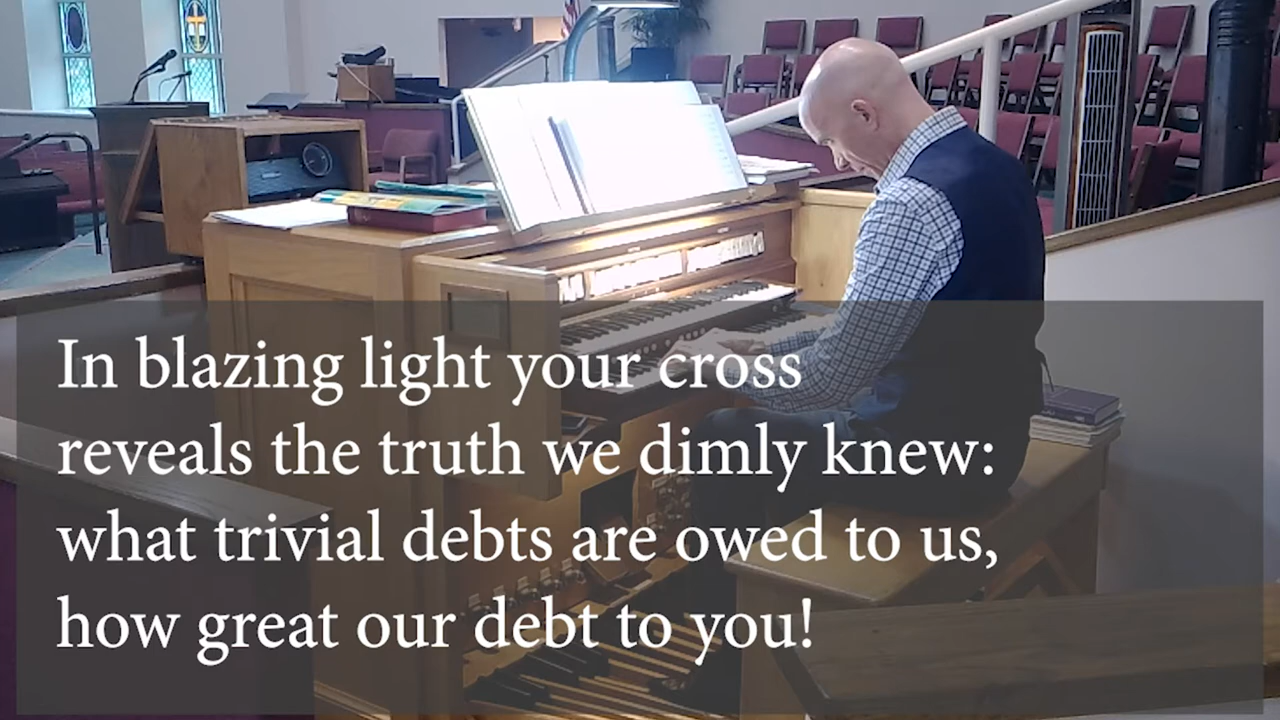 In blazing light your cross
reveals the truth we dimly knew:
what trivial debts are owed to us,
how great our debt to you!